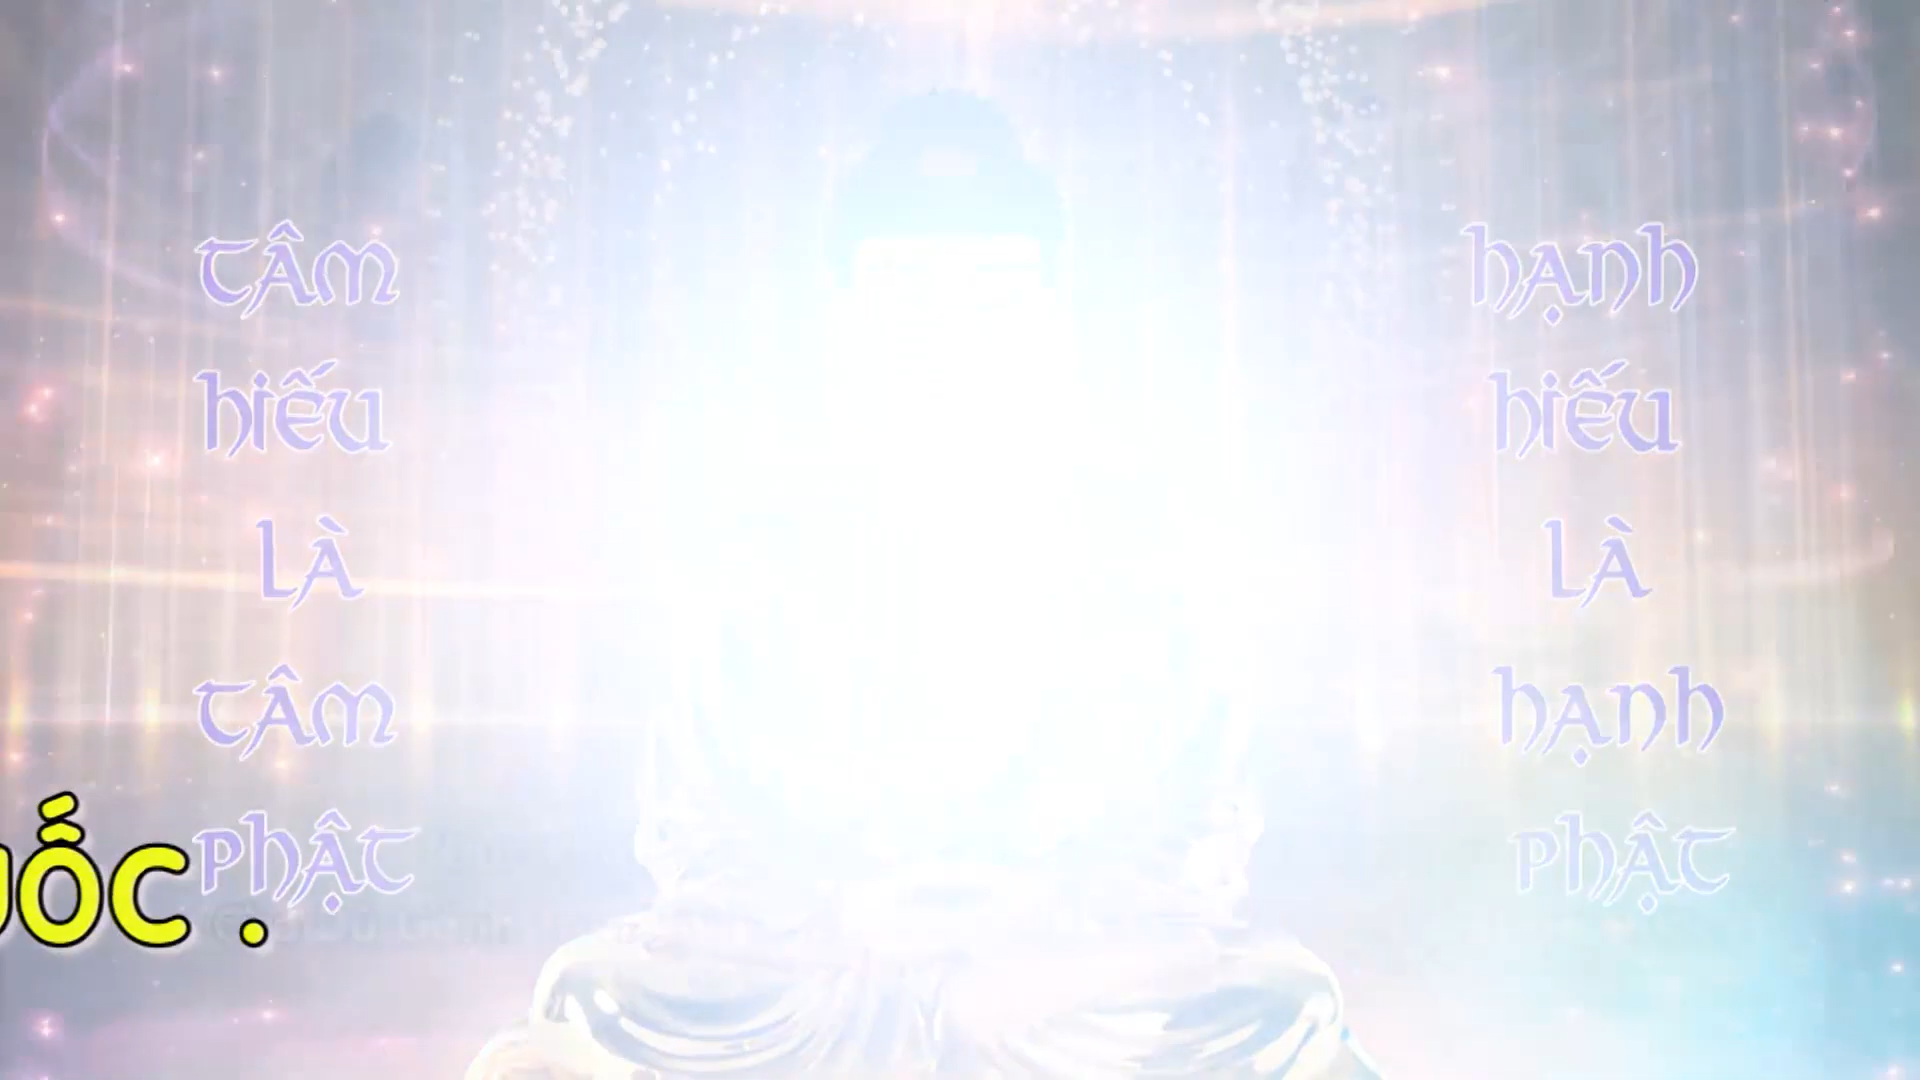 TÂM
HIẾU
LÀ
TÂM
PHẬT
HẠNH
HIẾU
LÀ
HẠNH
PHẬT
UỐC .